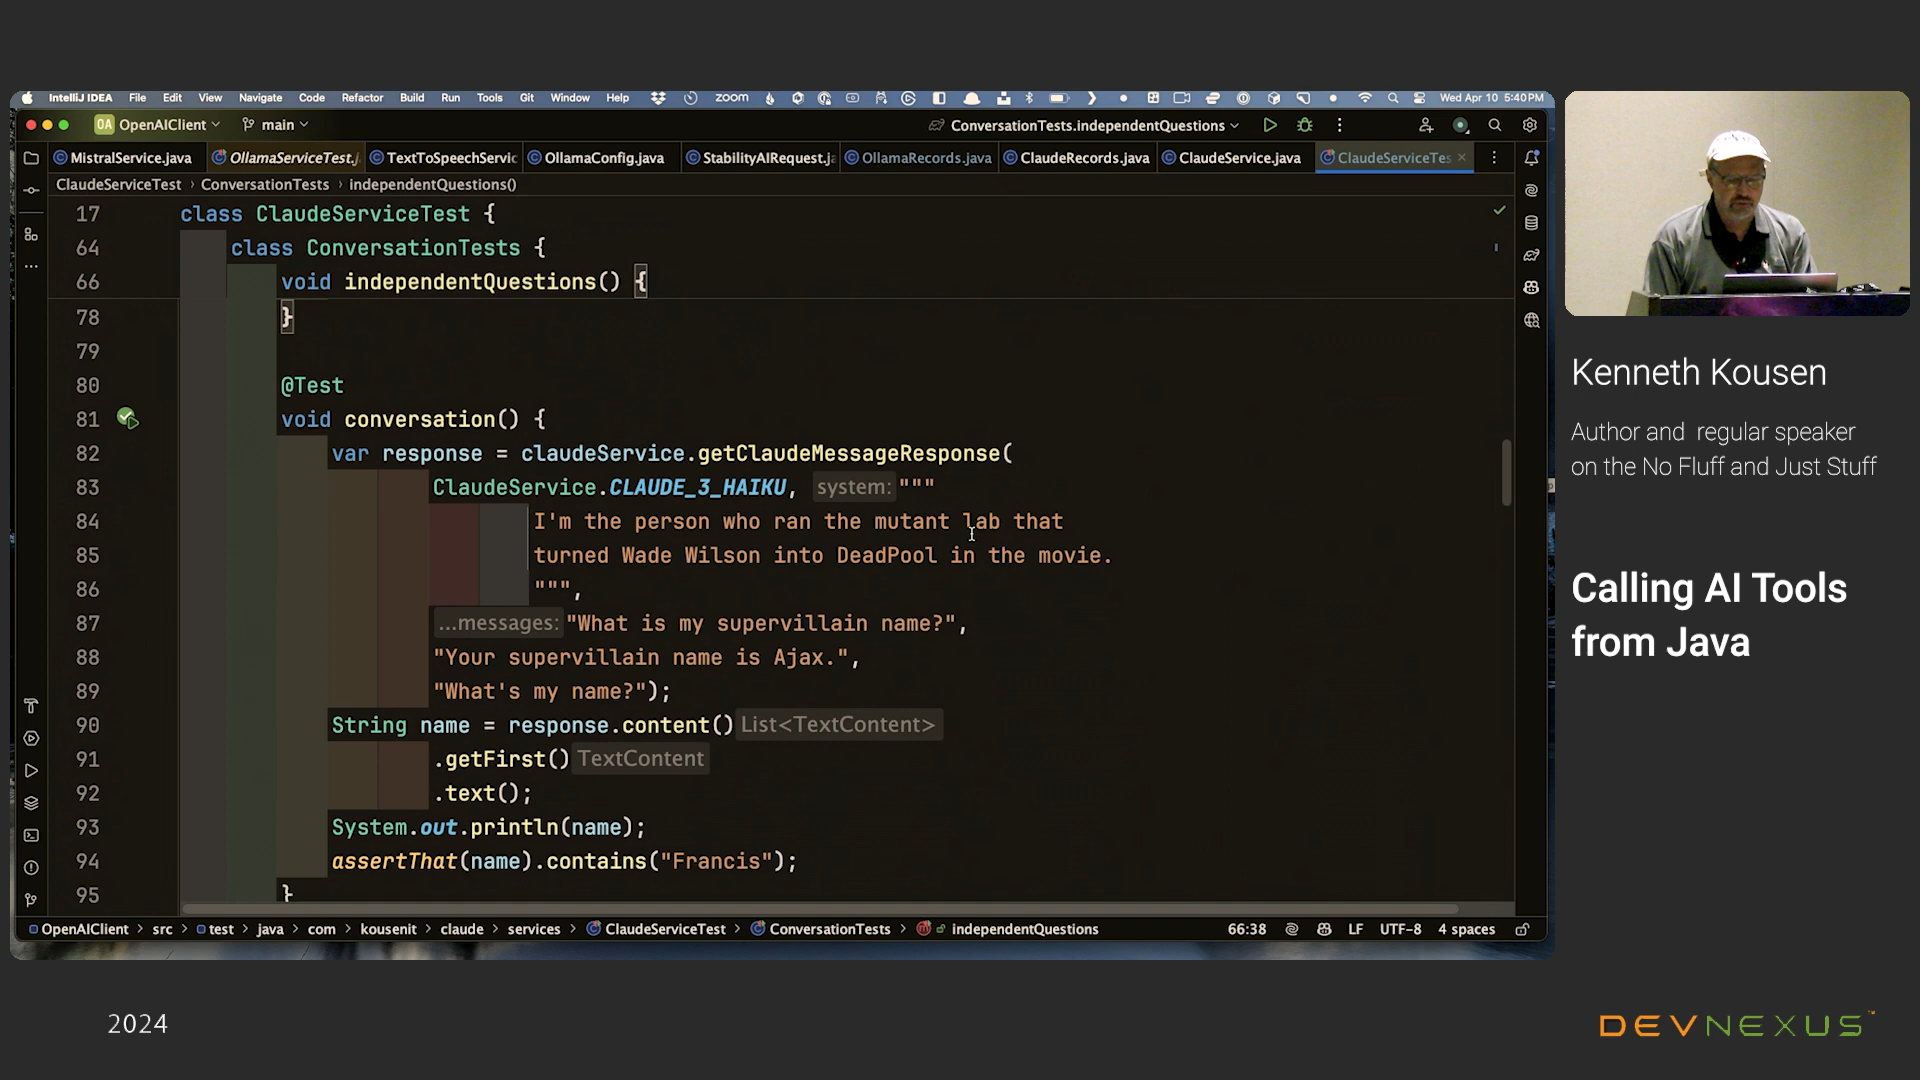 IntelliJ IDEA File Edit View Navigate Code Refactor Build Run Tools Git Window Help zoom Wed Apr 10 5:40 PM
OA OpenAIClient main ConversationTests.independentQuestions
MistralService.java OllamaServiceTest.j TextToSpeechServic OllamaConfig.java StabilityAIRequest.ja OllamaRecords.java ClaudeRecords.java ClaudeService.java ClaudeServiceTes
ClaudeServiceTest › ConversationTests › independentQuestions()
17 class ClaudeServiceTest {
64 class ConversationTests {
66 void independentQuestions() {
78 }
79
80 @Test
81 void conversation() {
82 var response = claudeService.getClaudeMessageResponse(
83 ClaudeService.CLAUDE_3_HAIKU, system: """
84 I'm the person who ran the mutant lab that
85 turned Wade Wilson into DeadPool in the movie.
86 """,
87 ...messages: "What is my supervillain name?",
88 "Your supervillain name is Ajax.",
89 "What's my name?");
90 String name = response.content() List<TextContent>
91 .getFirst() TextContent
92 .text();
93 System.out.println(name);
94 assertThat(name).contains("Francis");
95 }
OpenAIClient › src › test › java › com › kousenit › claude › services › ClaudeServiceTest › ConversationTests › independentQuestions 66:38 LF UTF-8 4 spaces
Kenneth Kousen
Author and regular speaker
on the No Fluff and Just Stuff
Calling AI Tools
from Java
2024
DEVNEXUS™